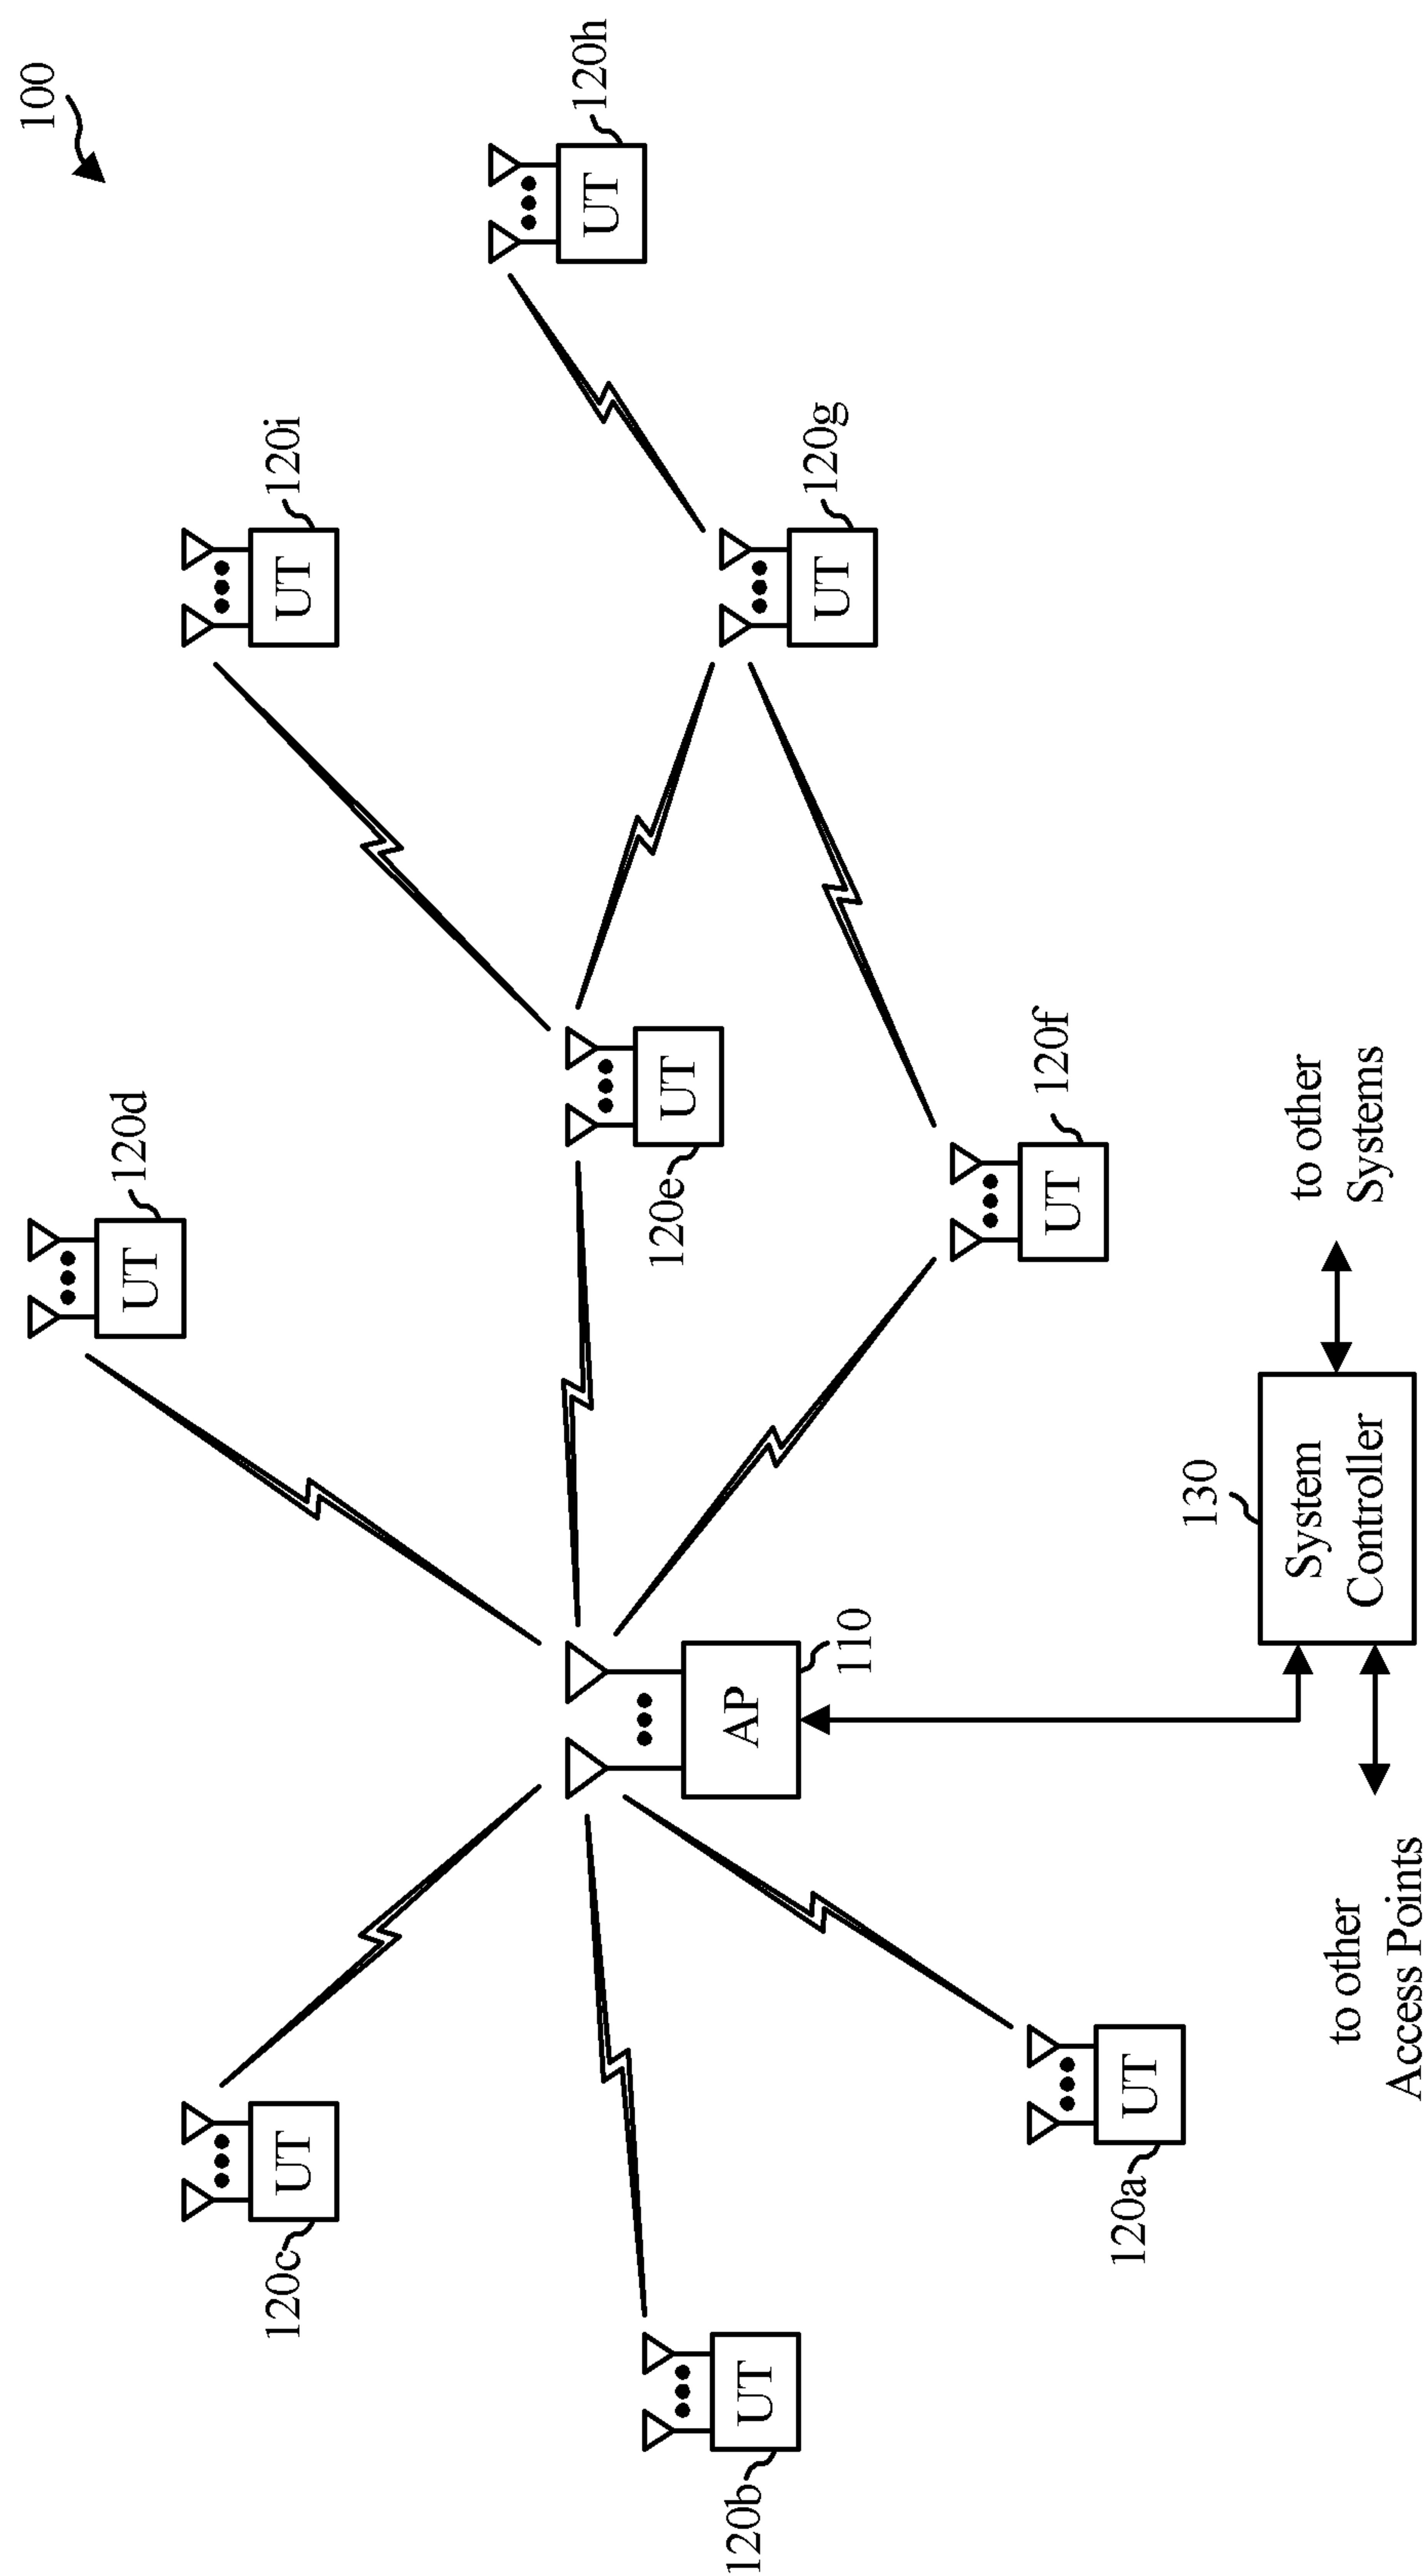 100
120d
UT
120i
UT
120c
UT
120h
UT
UT
120e
UT
120g
AP
110
120b
UT
120f
UT
120a
UT
130
System
Controller
to other
Systems
to other
Access Points